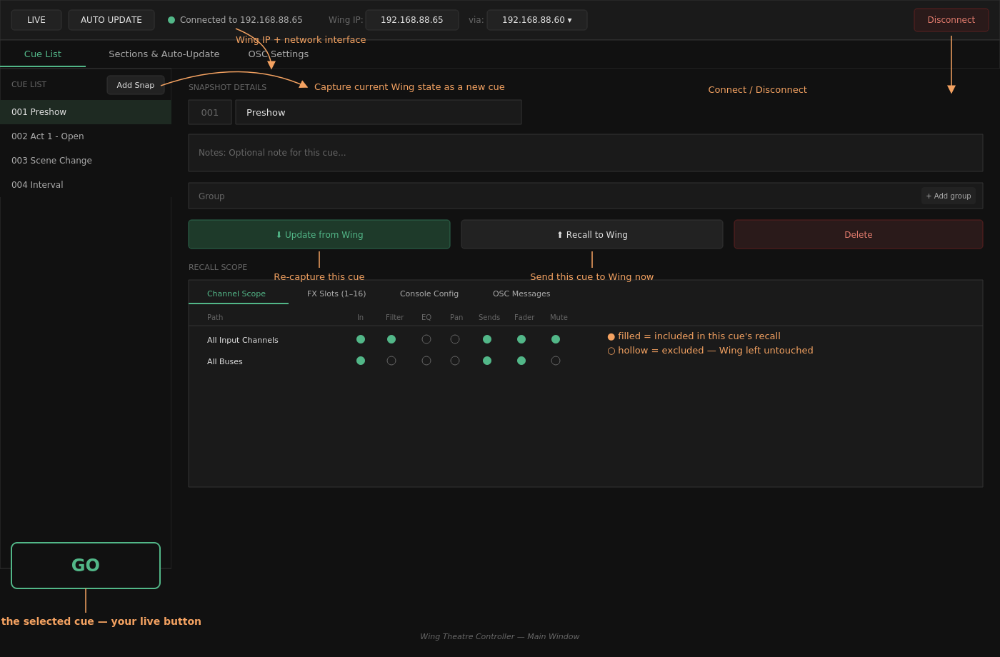 LIVE AUTO UPDATE Connected to 192.168.88.65 Wing IP: 192.168.88.65 via: 192.168.88.60 ▾ Disconnect
Wing IP + network interface
Cue List Sections & Auto-Update OSC Settings
CUE LIST Add Snap
001 Preshow
002 Act 1 - Open
003 Scene Change
004 Interval
SNAPSHOT DETAILS Capture current Wing state as a new cue Connect / Disconnect
001 Preshow
Notes: Optional note for this cue...
Group + Add group
⬇ Update from Wing ⬆ Recall to Wing Delete
RECALL SCOPE
Re-capture this cue Send this cue to Wing now
Channel Scope FX Slots (1–16) Console Config OSC Messages
Path In Filter EQ Pan Sends Fader Mute
All Input Channels ● ● ○ ○ ● ● ●
● filled = included in this cue's recall
○ hollow = excluded — Wing left untouched
All Buses ● ○ ○ ○ ● ● ○
GO
the selected cue — your live button
Wing Theatre Controller — Main Window